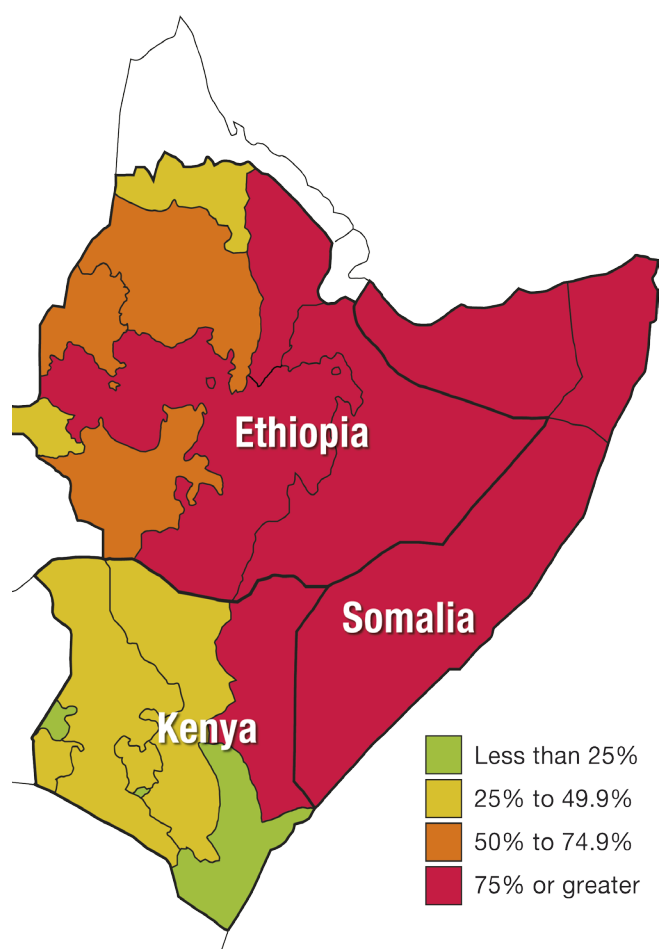 Ethiopia
Somalia
Kenya
Less than 25%
25% to 49.9%
50% to 74.9%
75% or greater